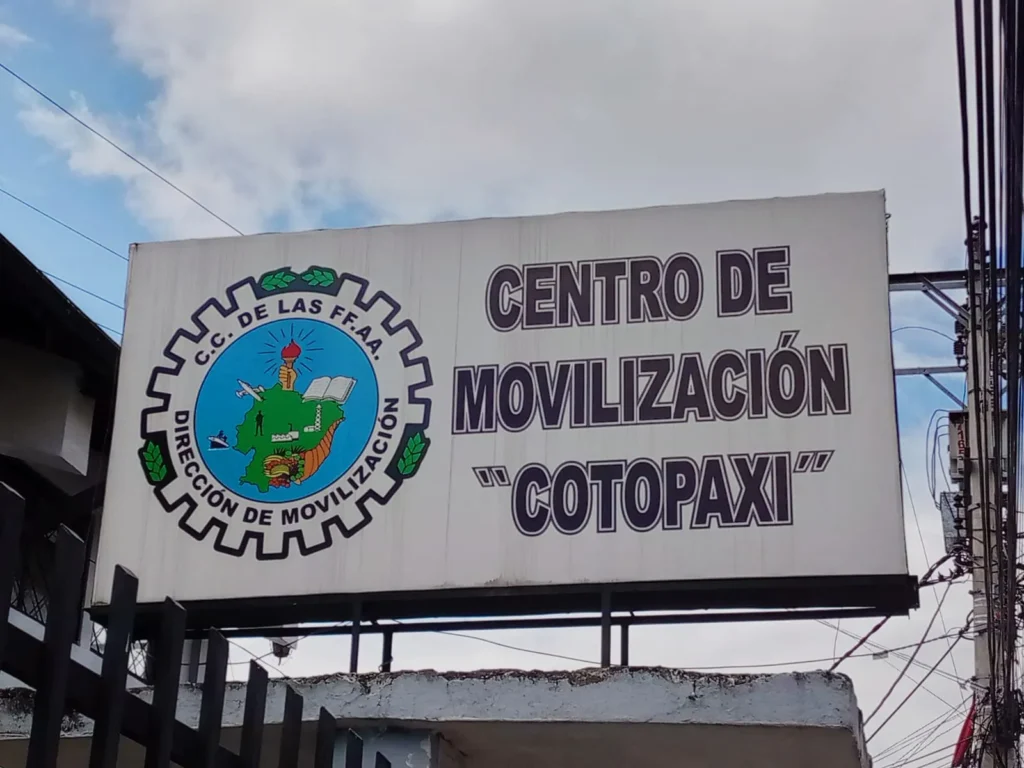 C.C. DE LAS FF.AA.
DIRECCIÓN DE MOVILIZACIÓN
CENTRO DE
MOVILIZACIÓN
"COTOPAXI"